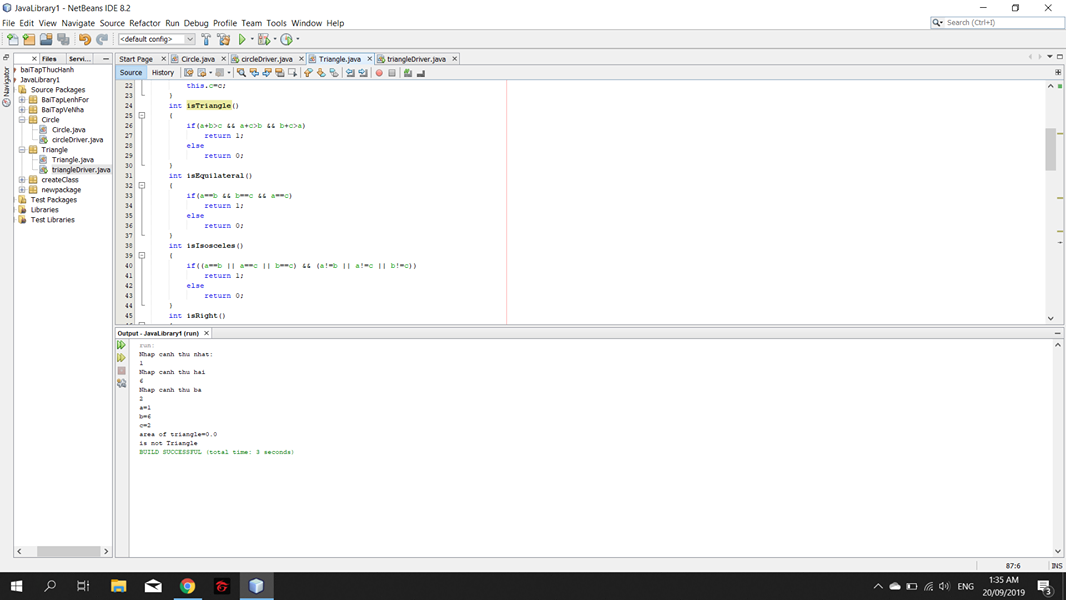 JavaLibrary1 - NetBeans IDE 8.2
File Edit View Navigate Source Refactor Run Debug Profile Team Tools Window Help
Search (Ctrl+I)
<default config>
Files Servi...
Start Page Circle.java circleDriver.java Triangle.java triangleDriver.java
Navigator
Source History
baiTapThucHanh
JavaLibrary1
Source Packages
BaiTapLenhFor
BaiTapVeNha
Circle
Circle.java
circleDriver.java
Triangle
Triangle.java
triangleDriver.java
createClass
newpackage
Test Packages
Libraries
Test Libraries
22 this.c=c;
23 }
24 int isTriangle()
25 {
26 if(a+b>c && a+c>b && b+c>a)
27 return 1;
28 else
29 return 0;
30 }
31 int isEquilateral()
32 {
33 if(a==b && b==c && a==c)
34 return 1;
35 else
36 return 0;
37 }
38 int isIsosceles()
39 {
40 if((a==b || a==c || b==c) && (a!=b || a!=c || b!=c))
41 return 1;
42 else
43 return 0;
44 }
45 int isRight()
Output - JavaLibrary1 (run)
run:
Nhap canh thu nhat:
1
Nhap canh thu hai
6
Nhap canh thu ba
2
a=1
b=6
c=2
area of triangle=0.0
is not Triangle
BUILD SUCCESSFUL (total time: 3 seconds)
87:6 INS
ENG
1:35 AM
20/09/2019
3